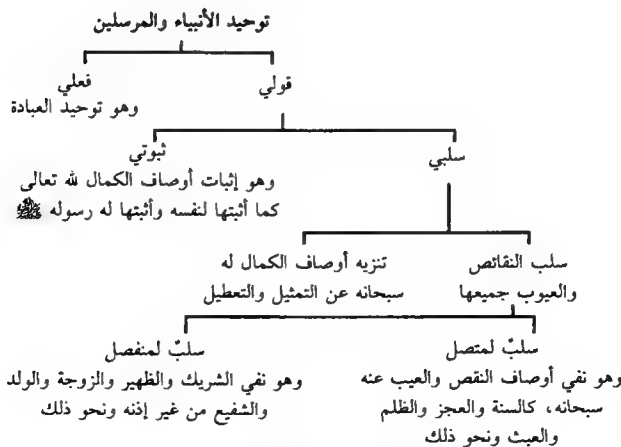 توحيد الأنبياء والمرسلين
قولي
فعلي
وهو توحيد العبادة
سلبي
ثبوتي
وهو إثبات أوصاف الكمال لله تعالى
كما أثبتها لنفسه وأثبتها له رسوله ﷺ
سلب النقائص
والعيوب جميعها
تنزيه أوصاف الكمال له
سبحانه عن التمثيل والتعطيل
سلبٌ لمتصل
وهو نفي أوصاف النقص والعيب عنه
سبحانه، كالسنة والعجز والظلم
والعبث ونحو ذلك
سلبٌ لمنفصل
وهو نفي الشريك والظهير والزوجة والولد
والشفيع من غير إذنه ونحو ذلك